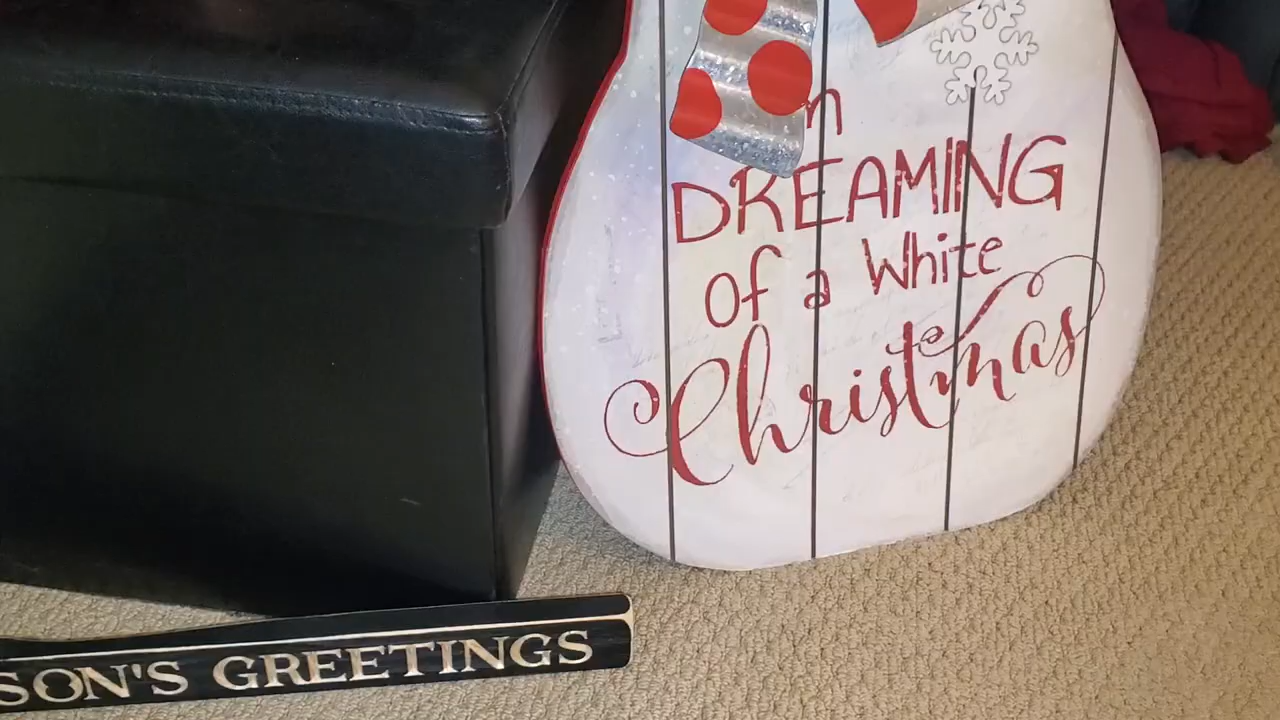 n
DREAMING
of a White
Christmas
SON'S GREETINGS